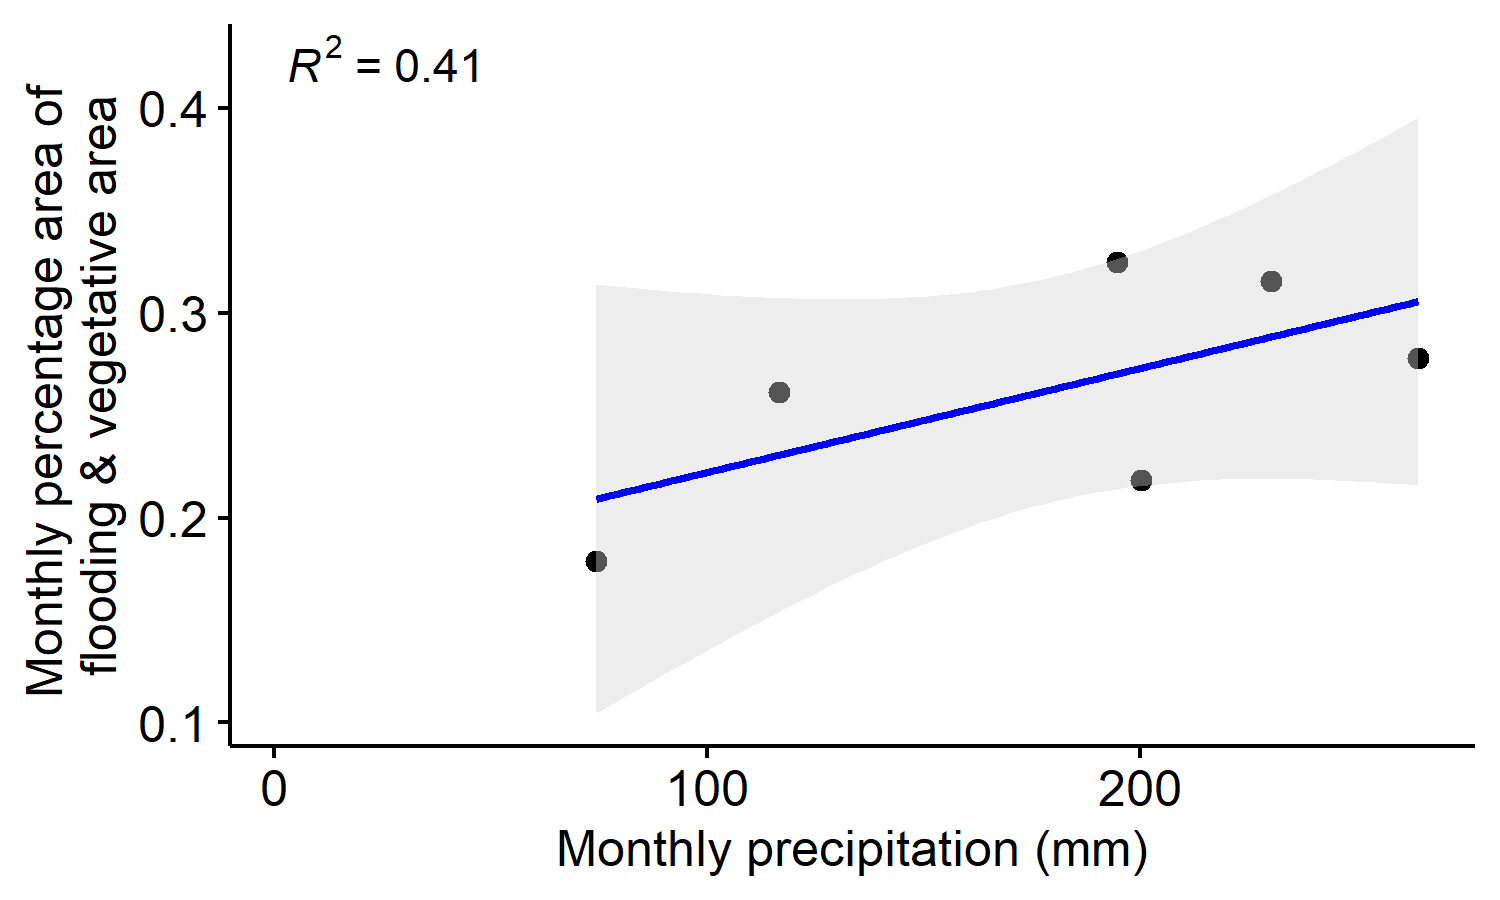 R² = 0.41
Monthly percentage area of
flooding & vegetative area
0.4
0.3
0.2
0.1
0
100
200
Monthly precipitation (mm)